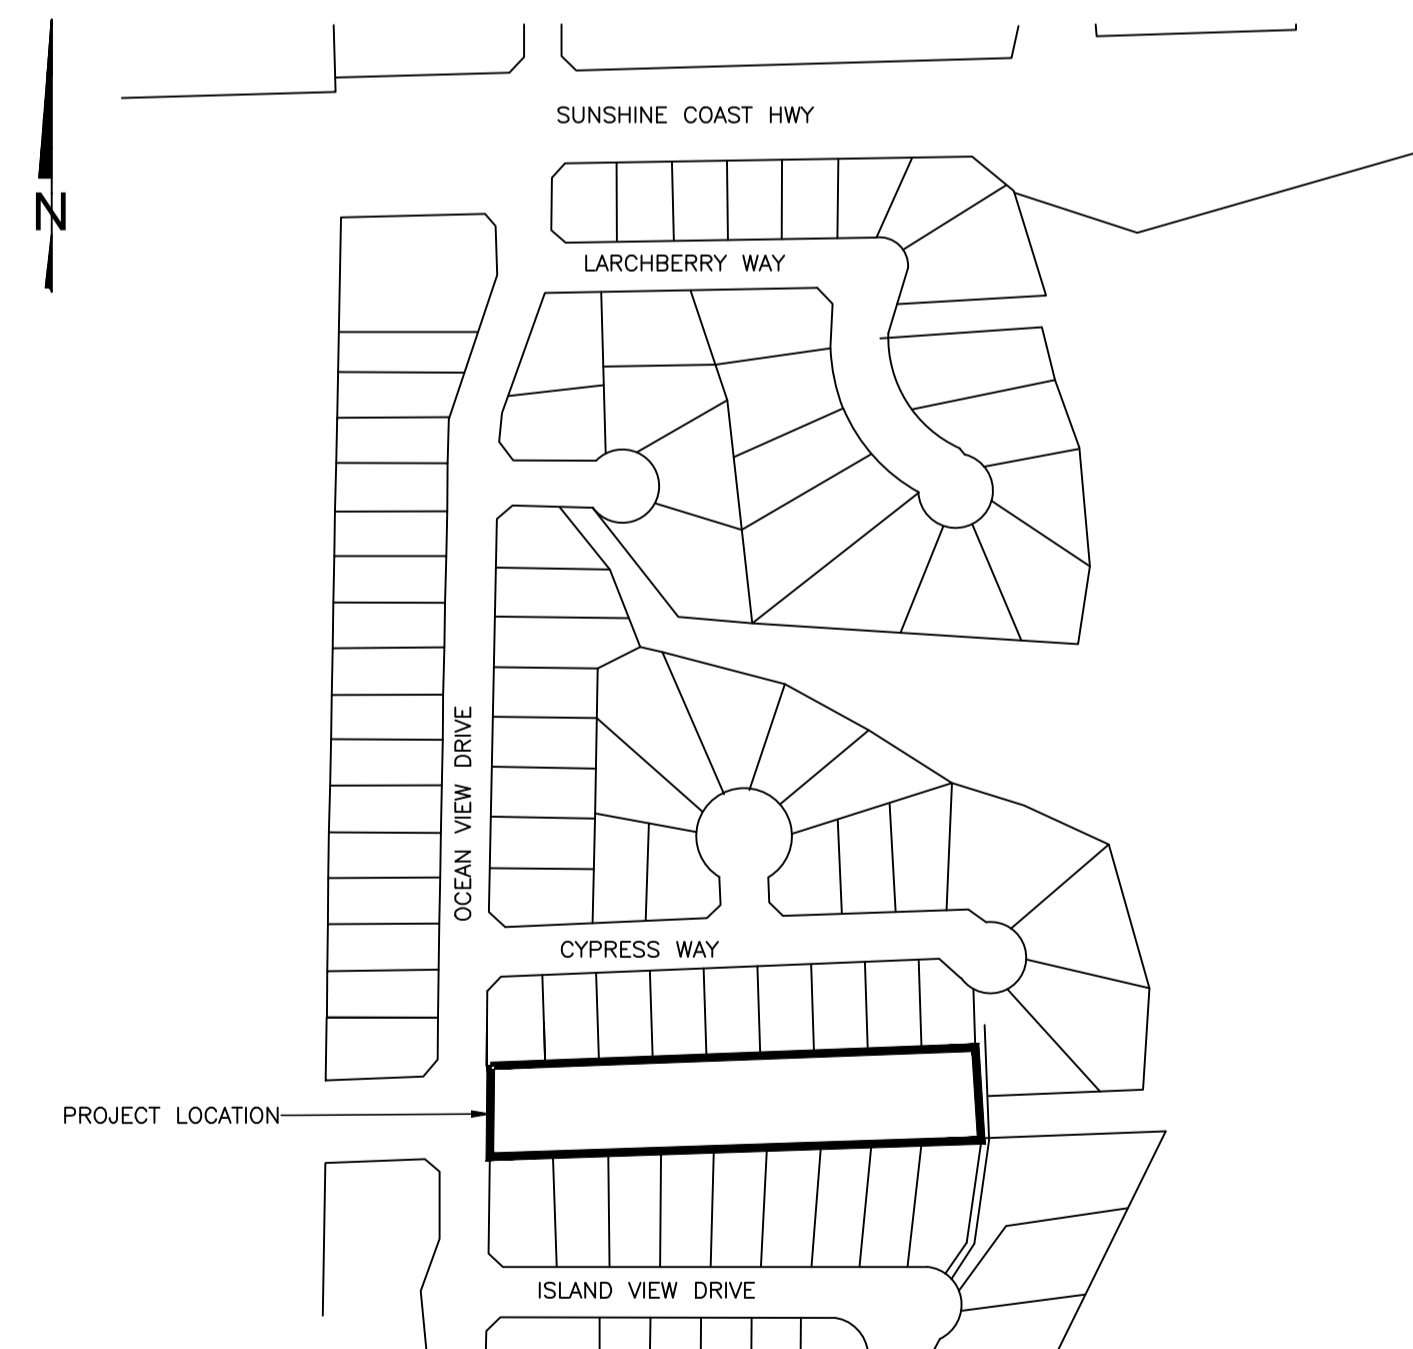 SUNSHINE COAST HWY
N
LARCHBERRY WAY
OCEAN VIEW DRIVE
CYPRESS WAY
PROJECT LOCATION
ISLAND VIEW DRIVE